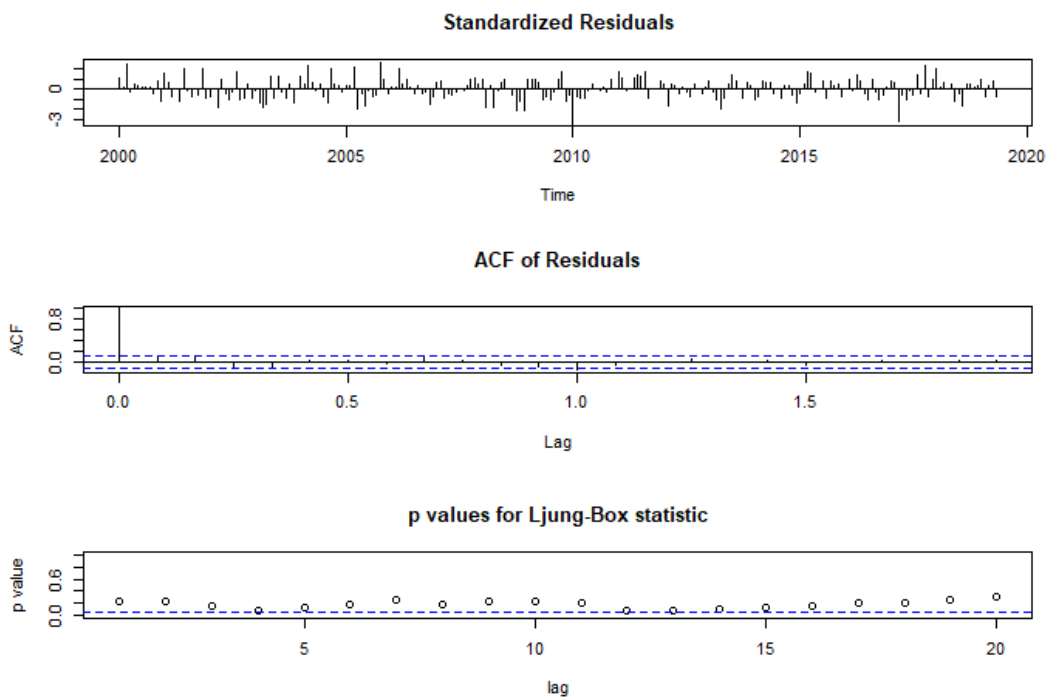 Standardized Residuals
0
-3
2000 2005 2010 2015 2020
Time
ACF of Residuals
ACF
0.8
0.0
0.0 0.5 1.0 1.5
Lag
p values for Ljung-Box statistic
p value
0.6
0.0
5 10 15 20
lag